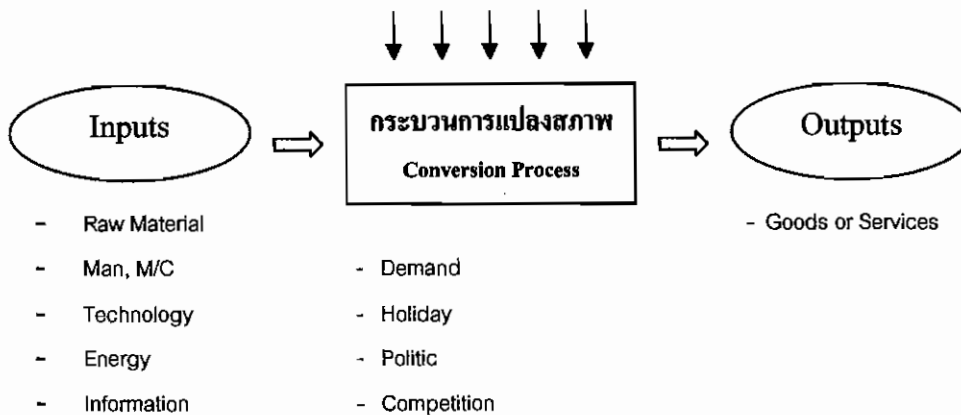 Inputs
กระบวนการแปลงสภาพ
Conversion Process
Outputs
- Raw Material
- Man, M/C
- Technology
- Energy
- Information
- Demand
- Holiday
- Politic
- Competition
- Goods or Services